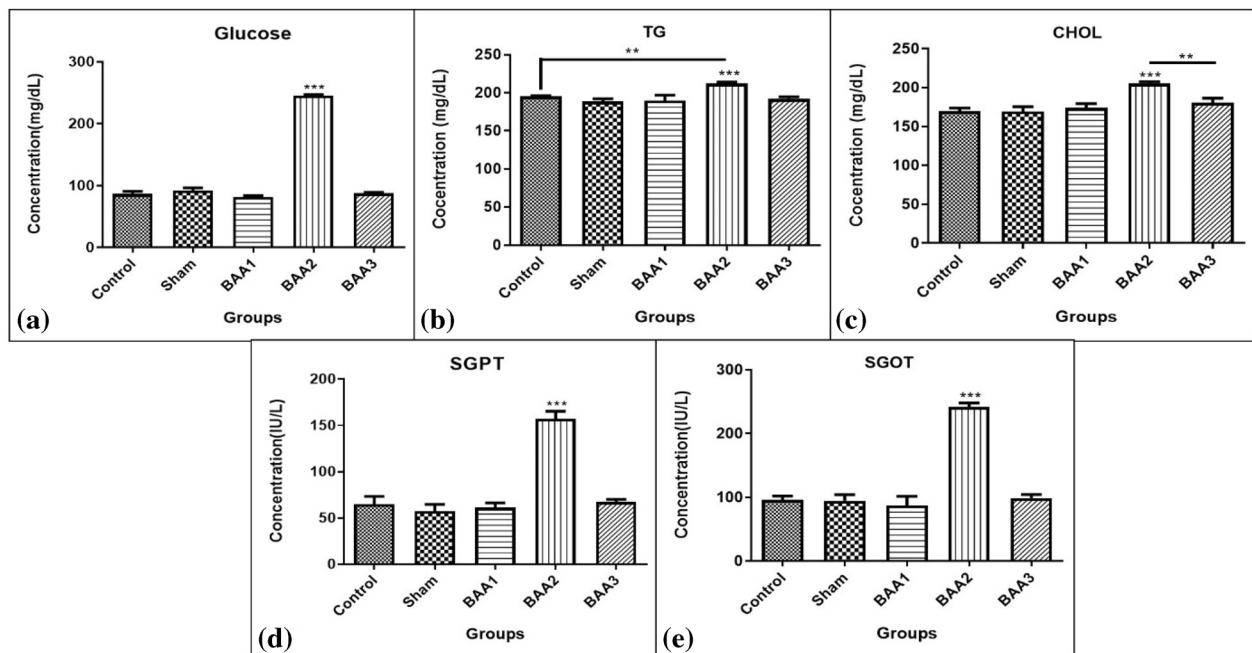 Glucose
Concentration(mg/dL)
300
200
100
0
***
Control
Sham
BAA1
BAA2
BAA3
Groups
(a)
TG
Cocentration (mg/dL)
250
200
150
100
50
0
**
***
Control
Sham
BAA1
BAA2
BAA3
Groups
(b)
CHOL
Cocentration (mg/dL)
250
200
150
100
50
0
***
**
Control
Sham
BAA1
BAA2
BAA3
Groups
(c)
SGPT
Concentration(IU/L)
200
150
100
50
0
***
Control
Sham
BAA1
BAA2
BAA3
Groups
(d)
SGOT
Concentration(IU/L)
300
200
100
0
***
Control
Sham
BAA1
BAA2
BAA3
Groups
(e)